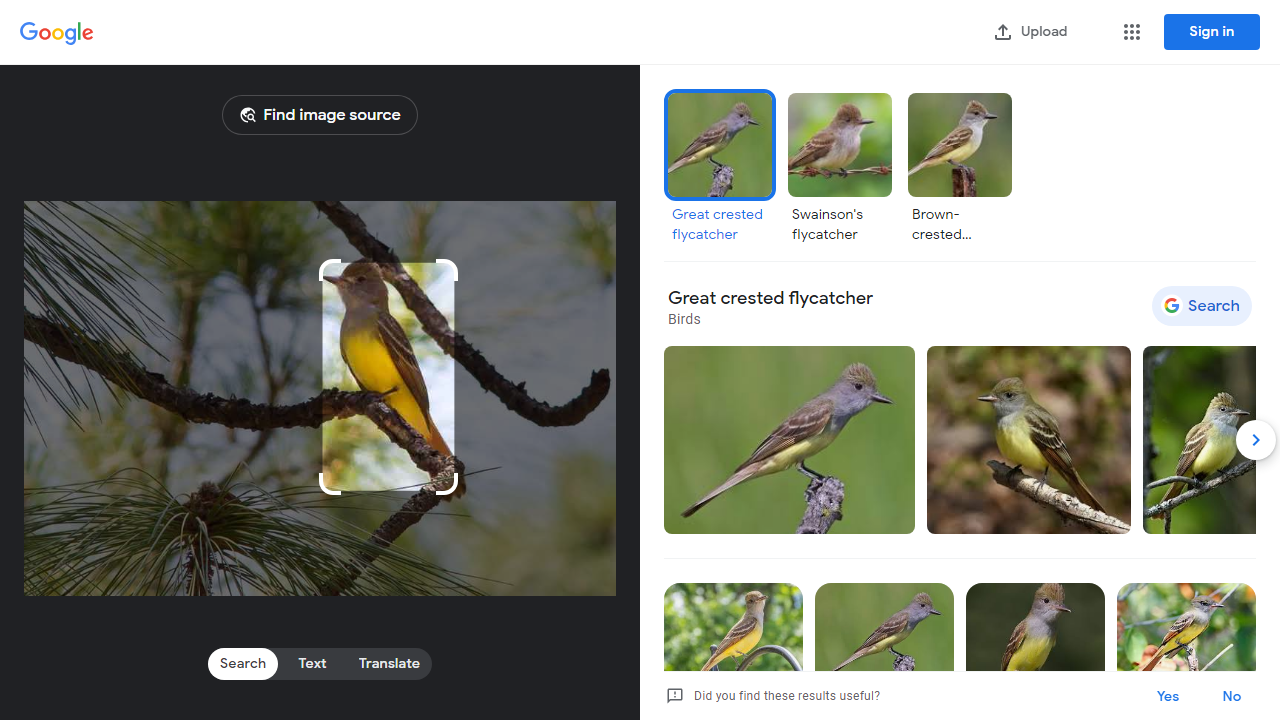 Google
Upload
Sign in
Find image source
Great crested
flycatcher
Swainson's
flycatcher
Brown-
crested...
Great crested flycatcher
Birds
Search
Search
Text
Translate
Did you find these results useful?
Yes
No